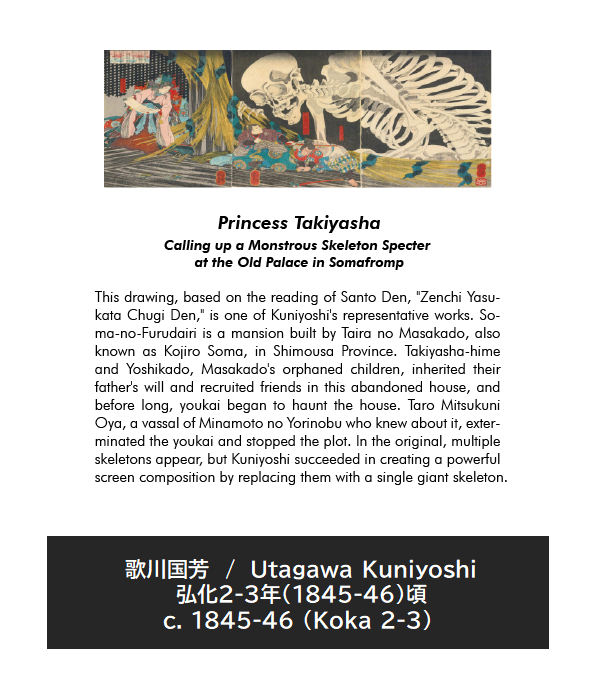 Princess Takiyasha
Calling up a Monstrous Skeleton Specter
at the Old Palace in Somafromp
This drawing, based on the reading of Santo Den, "Zenchi Yasu-
kata Chugi Den," is one of Kuniyoshi's representative works. So-
ma-no-Furudairi is a mansion built by Taira no Masakado, also
known as Kojiro Soma, in Shimousa Province. Takiyasha-hime
and Yoshikado, Masakado's orphaned children, inherited their
father's will and recruited friends in this abandoned house, and
before long, youkai began to haunt the house. Taro Mitsukuni
Oya, a vassal of Minamoto no Yorinobu who knew about it, exter-
minated the youkai and stopped the plot. In the original, multiple
skeletons appear, but Kuniyoshi succeeded in creating a powerful
screen composition by replacing them with a single giant skeleton.
歌川国芳 / Utagawa Kuniyoshi
弘化2-3年(1845-46)頃
c. 1845-46 (Koka 2-3)